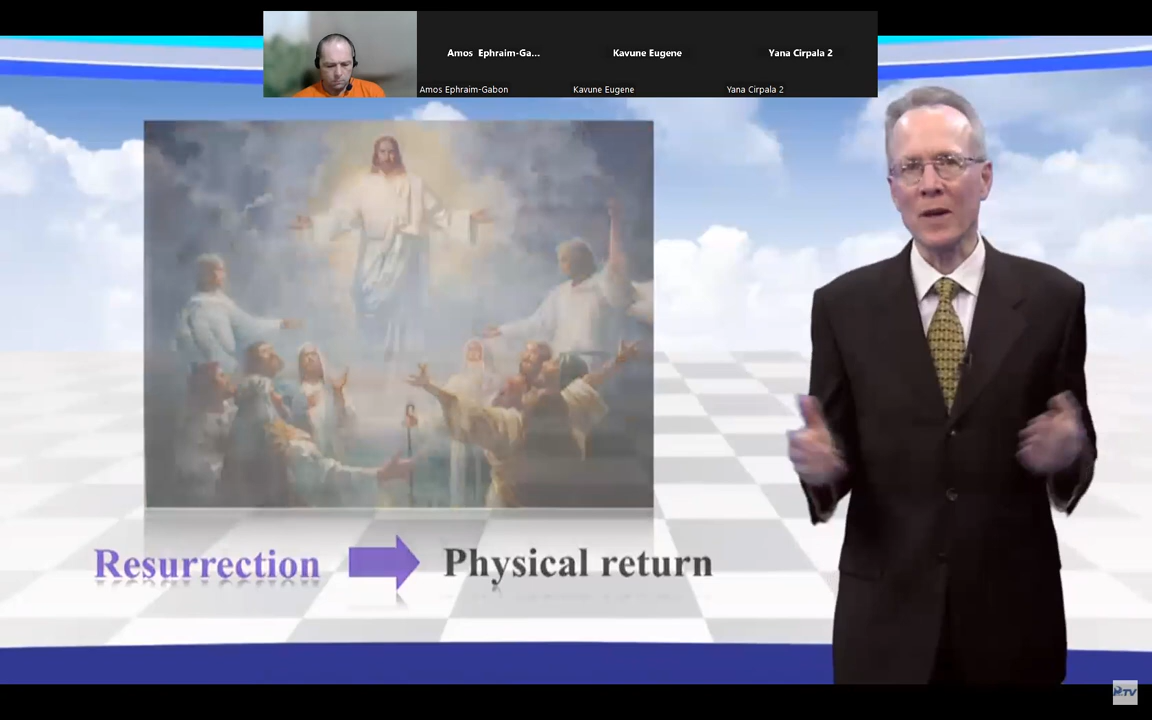 Amos Ephraim-Ga... Kavune Eugene Yana Cirpala 2
Amos Ephraim-Gabon Kavune Eugene Yana Cirpala 2
Resurrection Physical return
TV